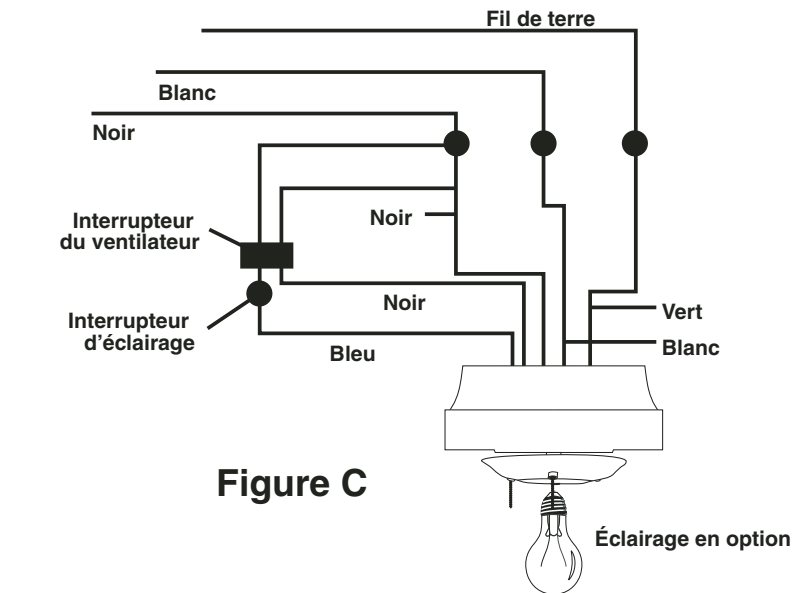 Fil de terre
Blanc
Noir
Noir
Interrupteur
du ventilateur
Noir
Vert
Interrupteur
d’éclairage
Blanc
Bleu
Figure C
Éclairage en option